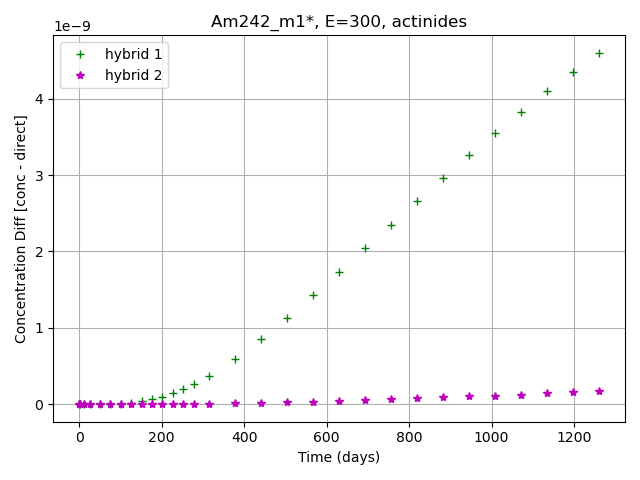 Am242_m1*, E=300, actinides
1e−9
hybrid 1
hybrid 2
4
3
2
1
0
Concentration Diff [conc - direct]
0 200 400 600 800 1000 1200
Time (days)